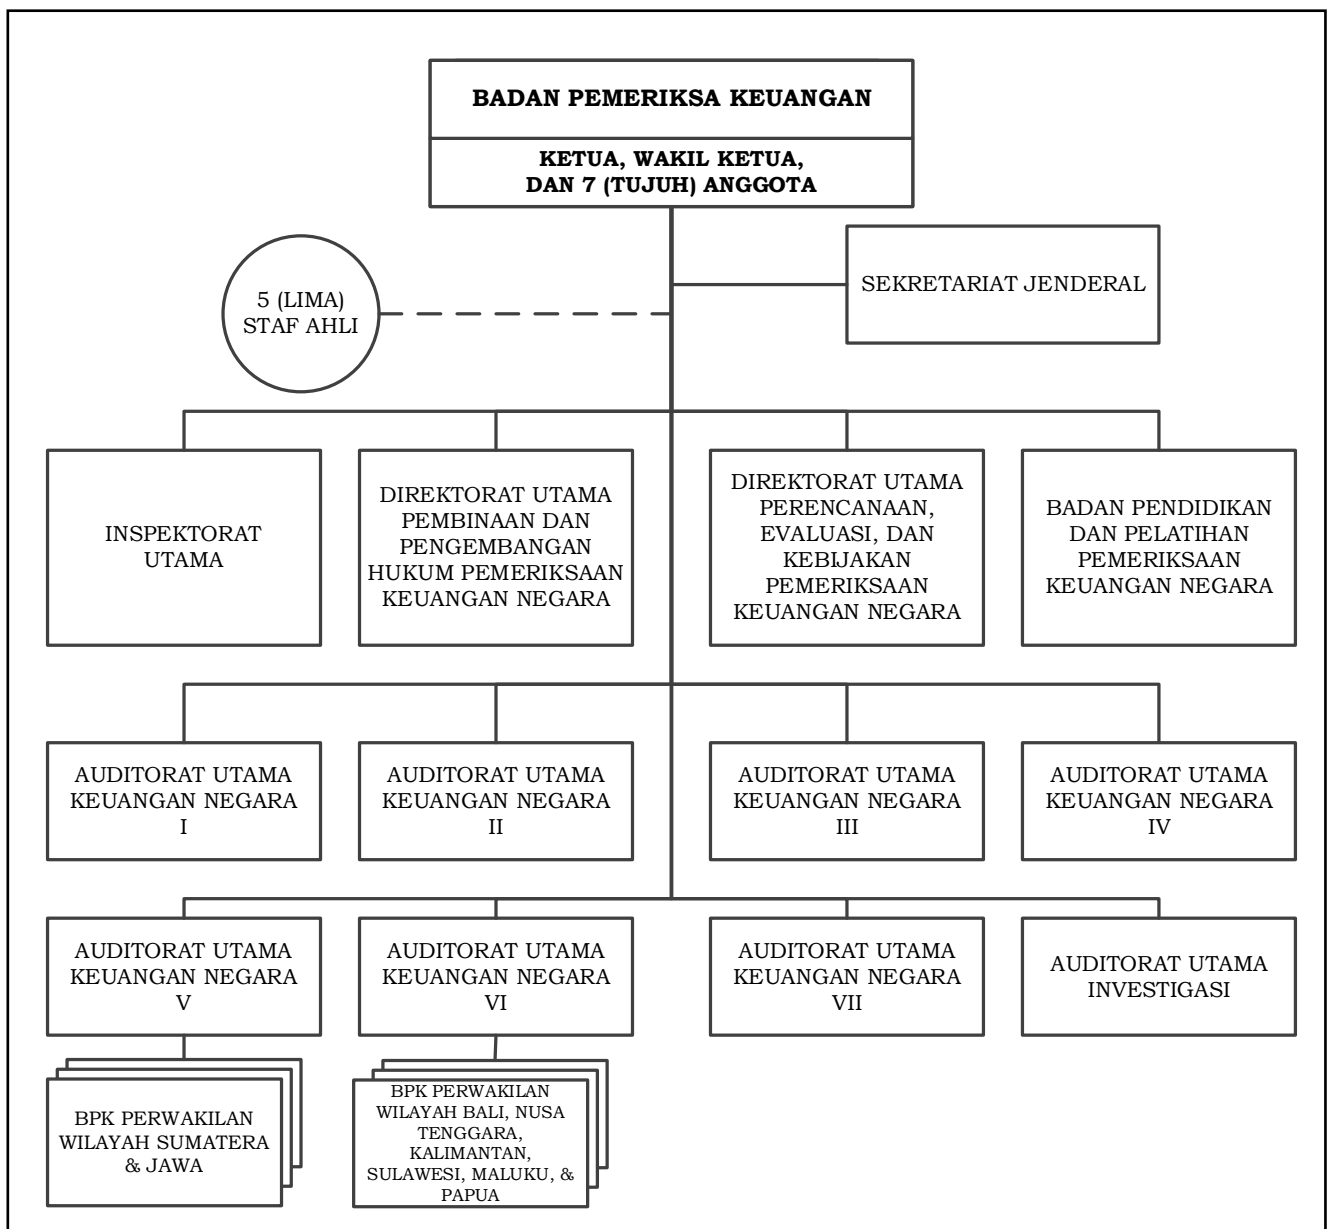 BADAN PEMERIKSA KEUANGAN
KETUA, WAKIL KETUA,
DAN 7 (TUJUH) ANGGOTA
5 (LIMA)
STAF AHLI
SEKRETARIAT JENDERAL
INSPEKTORAT
UTAMA
DIREKTORAT UTAMA
PEMBINAAN DAN
PENGEMBANGAN
HUKUM PEMERIKSAAN
KEUANGAN NEGARA
DIREKTORAT UTAMA
PERENCANAAN,
EVALUASI, DAN
KEBIJAKAN
PEMERIKSAAN
KEUANGAN NEGARA
BADAN PENDIDIKAN
DAN PELATIHAN
PEMERIKSAAN
KEUANGAN NEGARA
AUDITORAT UTAMA
KEUANGAN NEGARA
I
AUDITORAT UTAMA
KEUANGAN NEGARA
II
AUDITORAT UTAMA
KEUANGAN NEGARA
III
AUDITORAT UTAMA
KEUANGAN NEGARA
IV
AUDITORAT UTAMA
KEUANGAN NEGARA
V
AUDITORAT UTAMA
KEUANGAN NEGARA
VI
AUDITORAT UTAMA
KEUANGAN NEGARA
VII
AUDITORAT UTAMA
INVESTIGASI
BPK PERWAKILAN
WILAYAH SUMATERA
& JAWA
BPK PERWAKILAN
WILAYAH BALI, NUSA
TENGGARA,
KALIMANTAN,
SULAWESI, MALUKU, &
PAPUA